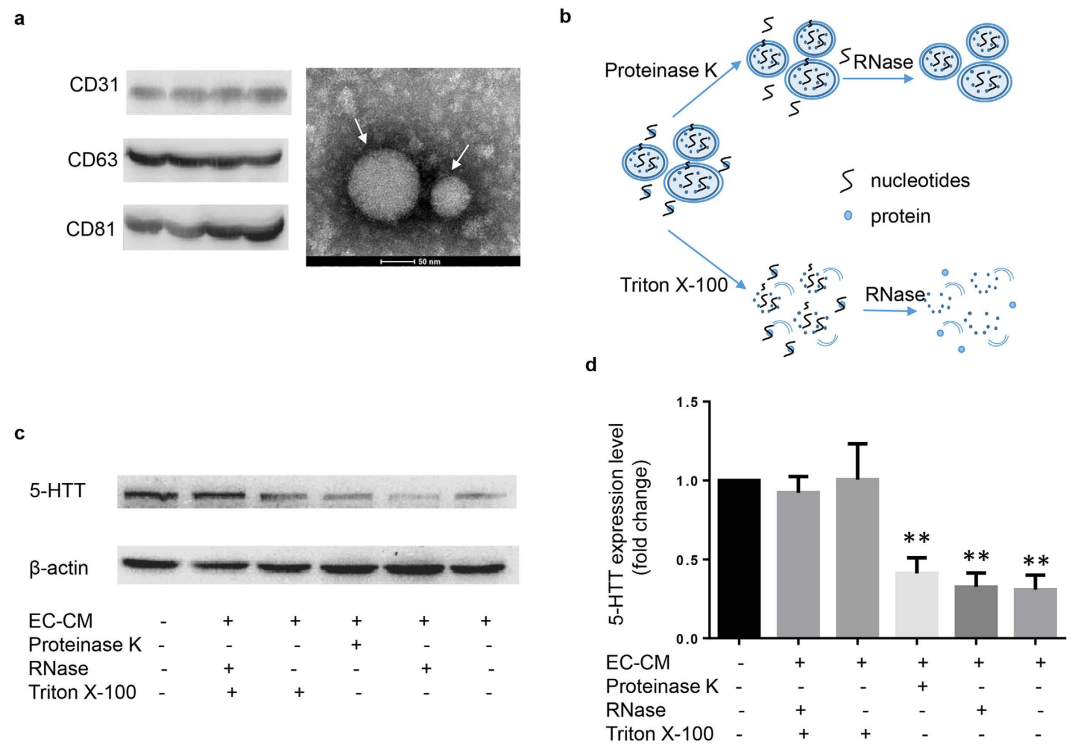 a
CD31
CD63
CD81
50 nm
b
Proteinase K
RNase
nucleotides
protein
Triton X-100
RNase
c
5-HTT
β-actin
EC-CM - + + + + +
Proteinase K - - - + - -
RNase - + - - + -
Triton X-100 - + + - - -
d
5-HTT expression level
(fold change)
1.5
1.0
0.5
0.0
** ** **
EC-CM - + + + + +
Proteinase K - - - + - -
RNase - + - - + -
Triton X-100 - + + - - -